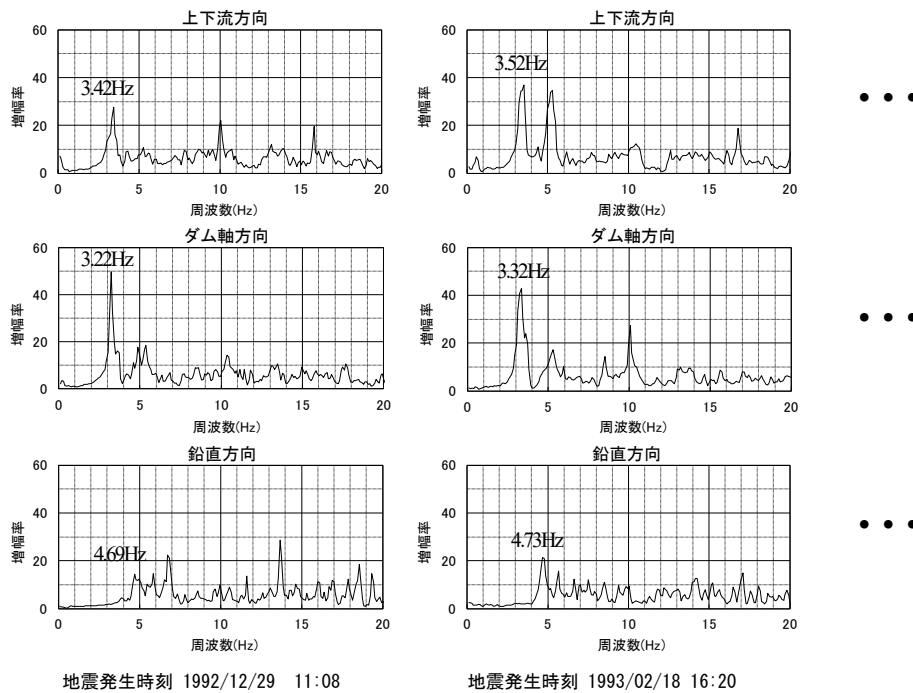 上下流方向
60
40
20
0
増幅率
3.42Hz
0 5 10 15 20
周波数(Hz)
上下流方向
60
40
20
0
増幅率
3.52Hz
0 5 10 15 20
周波数(Hz)
• • •
ダム軸方向
60
40
20
0
増幅率
3.22Hz
0 5 10 15 20
周波数(Hz)
ダム軸方向
60
40
20
0
増幅率
3.32Hz
0 5 10 15 20
周波数(Hz)
• • •
鉛直方向
60
40
20
0
増幅率
4.69Hz
0 5 10 15 20
周波数(Hz)
鉛直方向
60
40
20
0
増幅率
4.73Hz
0 5 10 15 20
周波数(Hz)
• • •
地震発生時刻 1992/12/29 11:08
地震発生時刻 1993/02/18 16:20